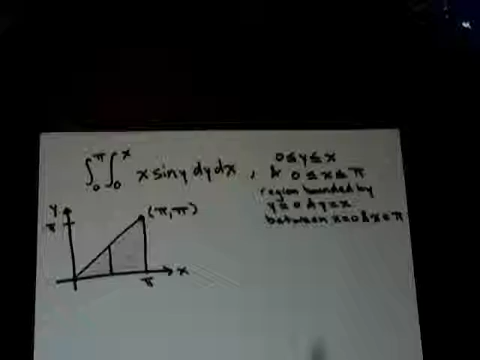 ∫₀^π ∫₀^x x sin y dy dx , 0 ≤ y ≤ x
& 0 ≤ x ≤ π
region bounded by
y = 0 & y = x
between x = 0 & x = π
y
π
(π, π)
x
π